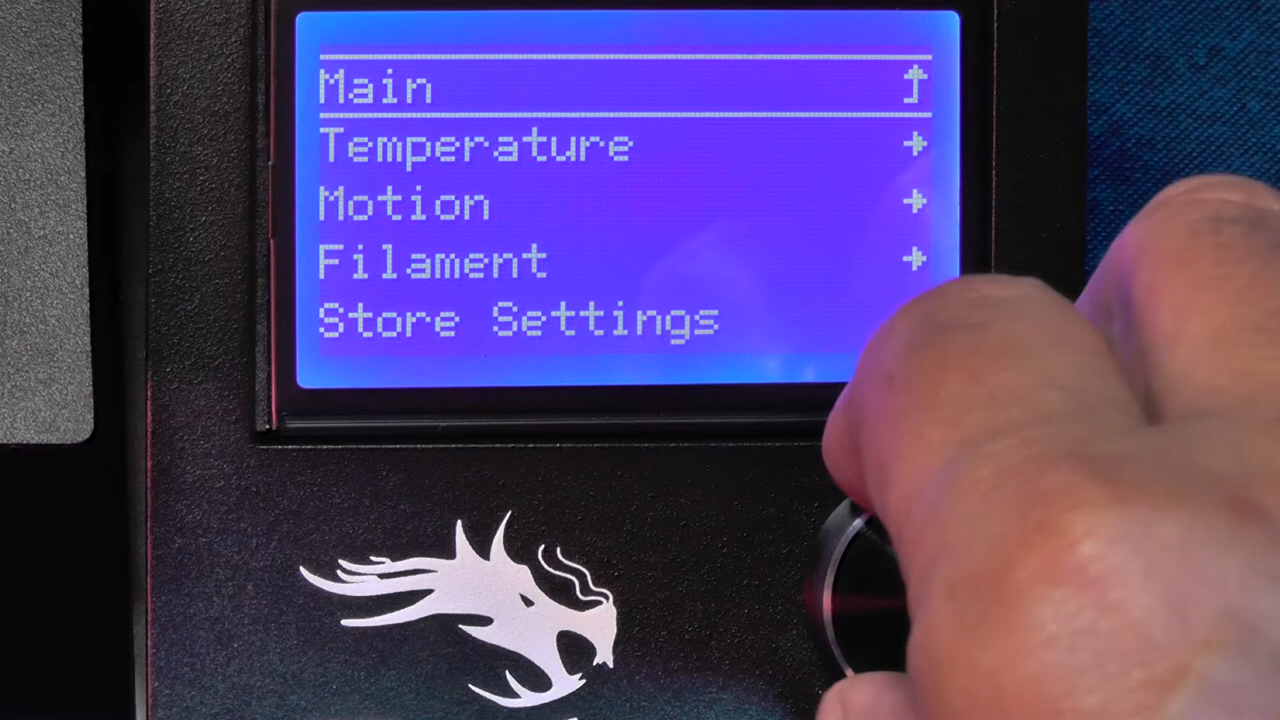 Main
Temperature
Motion
Filament
Store Settings